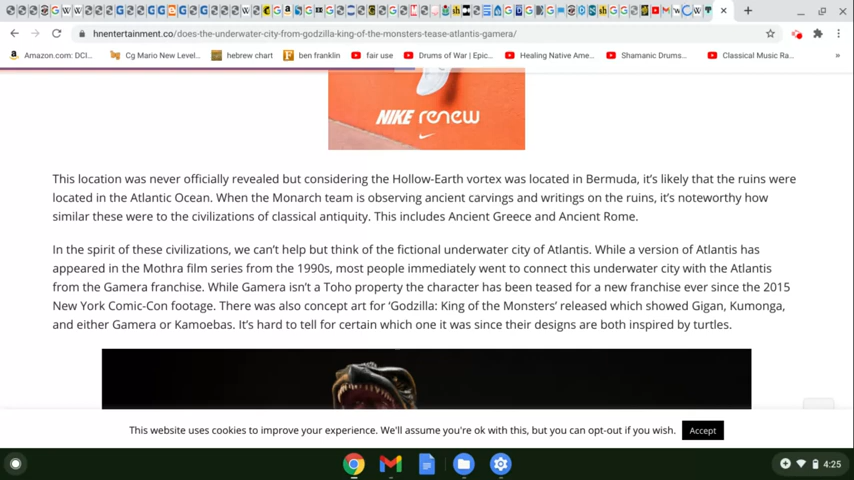 hnentertainment.co/does-the-underwater-city-from-godzilla-king-of-the-monsters-tease-atlantis-gamera/
Amazon.com: DCI... Cg Mario New Level... hebrew chart ben franklin fair use Drums of War | Epic... Healing Native Ame... Shamanic Drums... Classical Music Ra... »
NIKE renew
This location was never officially revealed but considering the Hollow-Earth vortex was located in Bermuda, it's likely that the ruins were
located in the Atlantic Ocean. When the Monarch team is observing ancient carvings and writings on the ruins, it's noteworthy how
similar these were to the civilizations of classical antiquity. This includes Ancient Greece and Ancient Rome.
In the spirit of these civilizations, we can't help but think of the fictional underwater city of Atlantis. While a version of Atlantis has
appeared in the Mothra film series from the 1990s, most people immediately went to connect this underwater city with the Atlantis
from the Gamera franchise. While Gamera isn't a Toho property the character has been teased for a new franchise ever since the 2015
New York Comic-Con footage. There was also concept art for 'Godzilla: King of the Monsters' released which showed Gigan, Kumonga,
and either Gamera or Kamoebas. It's hard to tell for certain which one it was since their designs are both inspired by turtles.
This website uses cookies to improve your experience. We'll assume you're ok with this, but you can opt-out if you wish. Accept
4:25